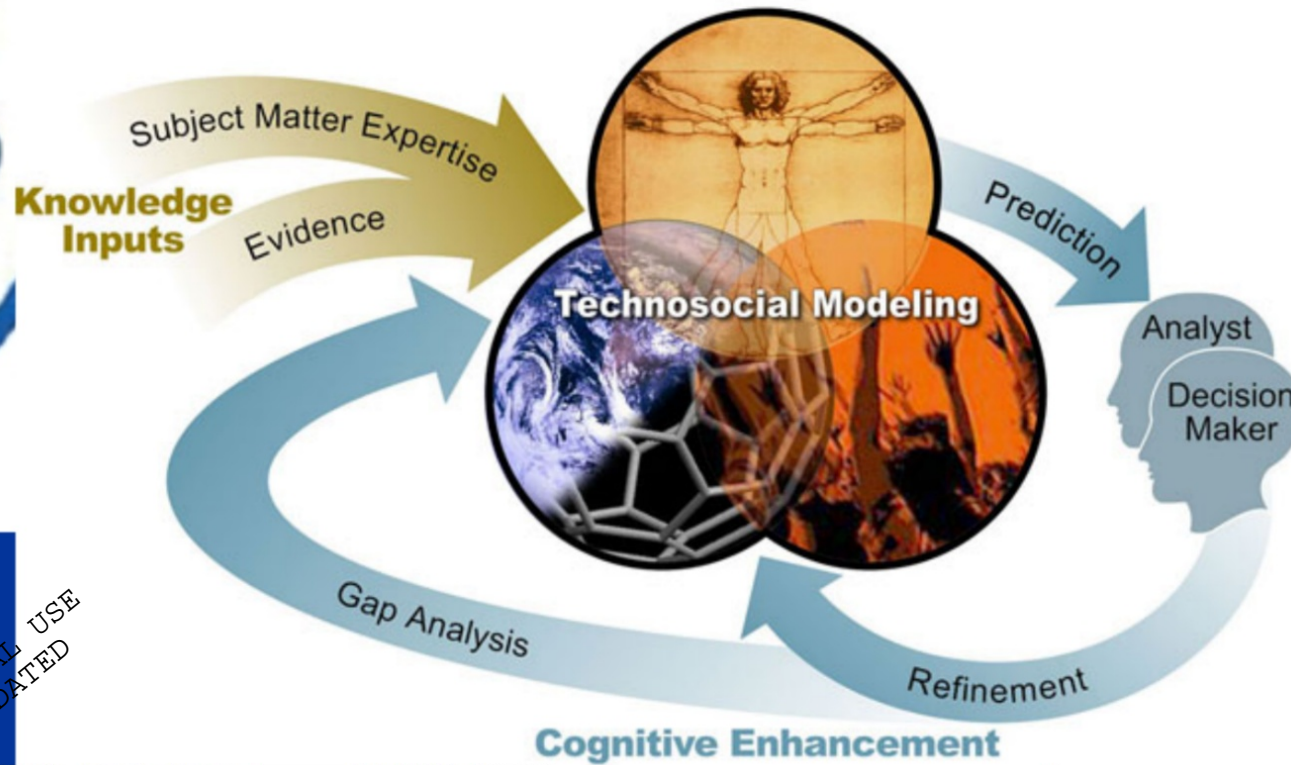 Subject Matter Expertise
Knowledge
Inputs
Evidence
Technosocial Modeling
Prediction
Analyst
Decision
Maker
Gap Analysis
Refinement
Cognitive Enhancement
USE